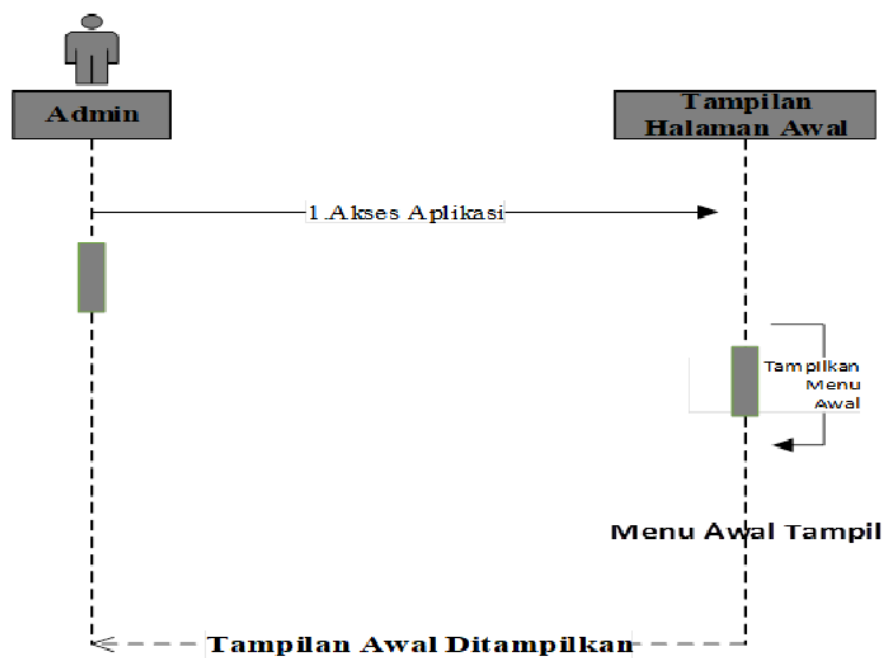 Admin
Tampilan
Halaman Awal
1.Akses Aplikasi
Tampilkan
Menu
Awal
Menu Awal Tampil
Tampilan Awal Ditampilkan